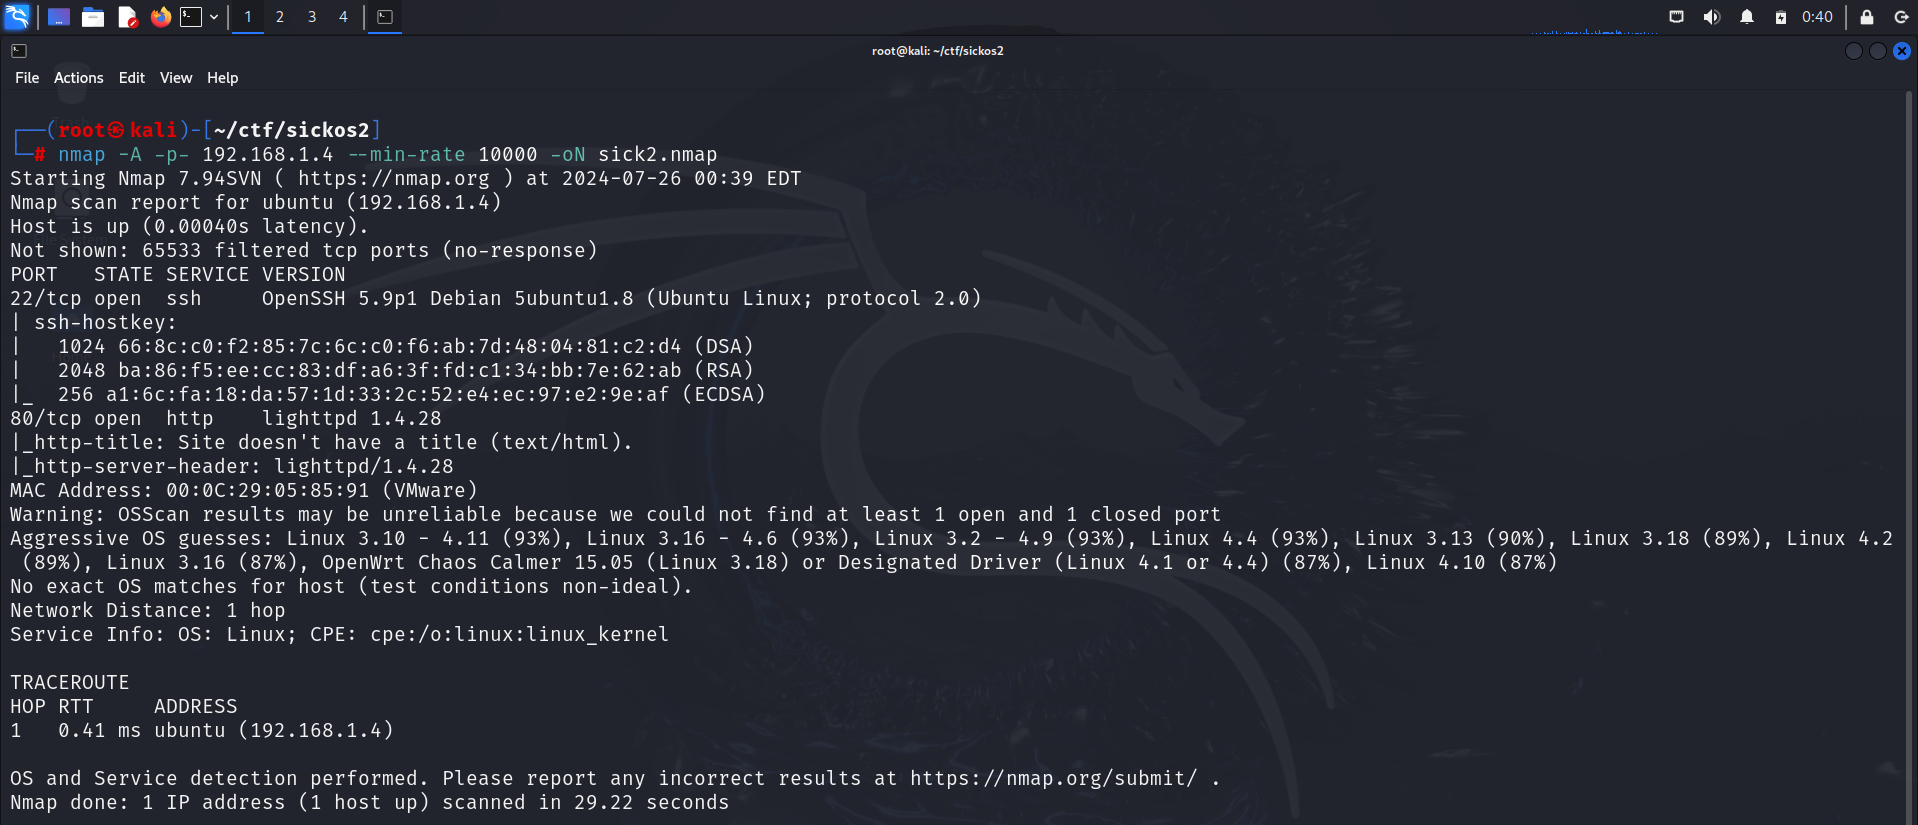 1 2 3 4 0:40
root@kali: ~/ctf/sickos2
File Actions Edit View Help
┌──(root㉿kali)-[~/ctf/sickos2]
└─# nmap -A -p- 192.168.1.4 --min-rate 10000 -oN sick2.nmap
Starting Nmap 7.94SVN ( https://nmap.org ) at 2024-07-26 00:39 EDT
Nmap scan report for ubuntu (192.168.1.4)
Host is up (0.00040s latency).
Not shown: 65533 filtered tcp ports (no-response)
PORT   STATE SERVICE VERSION
22/tcp open  ssh     OpenSSH 5.9p1 Debian 5ubuntu1.8 (Ubuntu Linux; protocol 2.0)
| ssh-hostkey:
|   1024 66:8c:c0:f2:85:7c:6c:c0:f6:ab:7d:48:04:81:c2:d4 (DSA)
|   2048 ba:86:f5:ee:cc:83:df:a6:3f:fd:c1:34:bb:7e:62:ab (RSA)
|_  256 a1:6c:fa:18:da:57:1d:33:2c:52:e4:ec:97:e2:9e:af (ECDSA)
80/tcp open  http    lighttpd 1.4.28
|_http-title: Site doesn't have a title (text/html).
|_http-server-header: lighttpd/1.4.28
MAC Address: 00:0C:29:05:85:91 (VMware)
Warning: OSScan results may be unreliable because we could not find at least 1 open and 1 closed port
Aggressive OS guesses: Linux 3.10 - 4.11 (93%), Linux 3.16 - 4.6 (93%), Linux 3.2 - 4.9 (93%), Linux 4.4 (93%), Linux 3.13 (90%), Linux 3.18 (89%), Linux 4.2
(89%), Linux 3.16 (87%), OpenWrt Chaos Calmer 15.05 (Linux 3.18) or Designated Driver (Linux 4.1 or 4.4) (87%), Linux 4.10 (87%)
No exact OS matches for host (test conditions non-ideal).
Network Distance: 1 hop
Service Info: OS: Linux; CPE: cpe:/o:linux:linux_kernel
TRACEROUTE
HOP RTT     ADDRESS
1   0.41 ms ubuntu (192.168.1.4)
OS and Service detection performed. Please report any incorrect results at https://nmap.org/submit/ .
Nmap done: 1 IP address (1 host up) scanned in 29.22 seconds